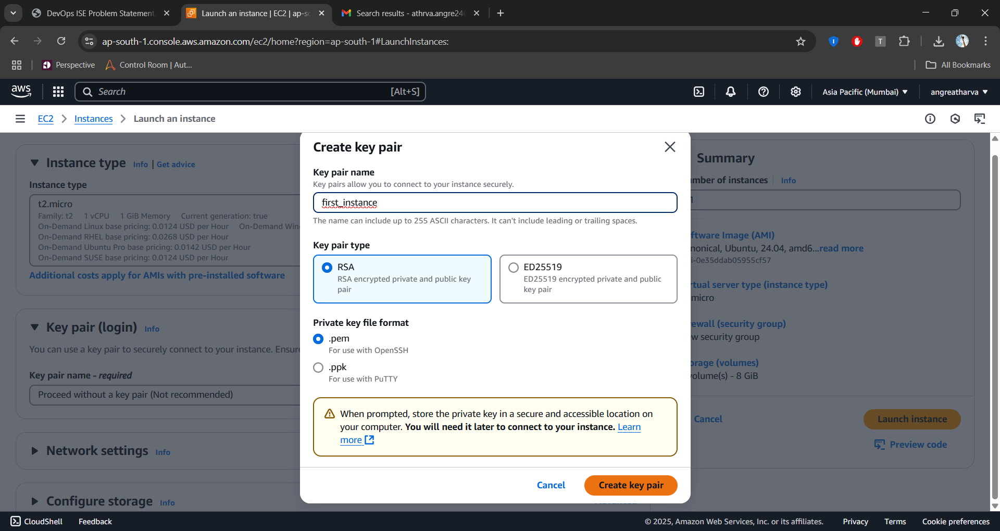 DevOps ISE Problem Statement
Launch an instance | EC2 | ap-so
Search results - athrva.angre240
ap-south-1.console.aws.amazon.com/ec2/home?region=ap-south-1#LaunchInstances:
T
Perspective
Control Room | Aut...
All Bookmarks
aws
Search
[Alt+S]
Asia Pacific (Mumbai)
angreatharva
EC2
Instances
Launch an instance
Instance type
Info
Get advice
Instance type
t2.micro
Family: t2 1 vCPU 1 GiB Memory Current generation: true
On-Demand Linux base pricing: 0.0124 USD per Hour On-Demand Win
On-Demand RHEL base pricing: 0.0268 USD per Hour
On-Demand Ubuntu Pro base pricing: 0.0142 USD per Hour
On-Demand SUSE base pricing: 0.0124 USD per Hour
Additional costs apply for AMIs with pre-installed software
Key pair (login)
Info
You can use a key pair to securely connect to your instance. Ensure
Key pair name - required
Proceed without a key pair (Not recommended)
Network settings
Info
Configure storage
Info
Create key pair
Key pair name
Key pairs allow you to connect to your instance securely.
first_instance
The name can include up to 255 ASCII characters. It can't include leading or trailing spaces.
Key pair type
RSA
RSA encrypted private and public key
pair
ED25519
ED25519 encrypted private and public
key pair
Private key file format
.pem
For use with OpenSSH
.ppk
For use with PuTTY
When prompted, store the private key in a secure and accessible location on
your computer. You will need it later to connect to your instance. Learn
more
Cancel
Create key pair
Summary
mber of instances
Info
1
ftware Image (AMI)
nonical, Ubuntu, 24.04, amd6...read more
i-0e35ddab05955cf57
rtual server type (instance type)
micro
ewall (security group)
w security group
orage (volumes)
volume(s) - 8 GiB
Cancel
Launch instance
Preview code
CloudShell
Feedback
© 2025, Amazon Web Services, Inc. or its affiliates.
Privacy
Terms
Cookie preferences